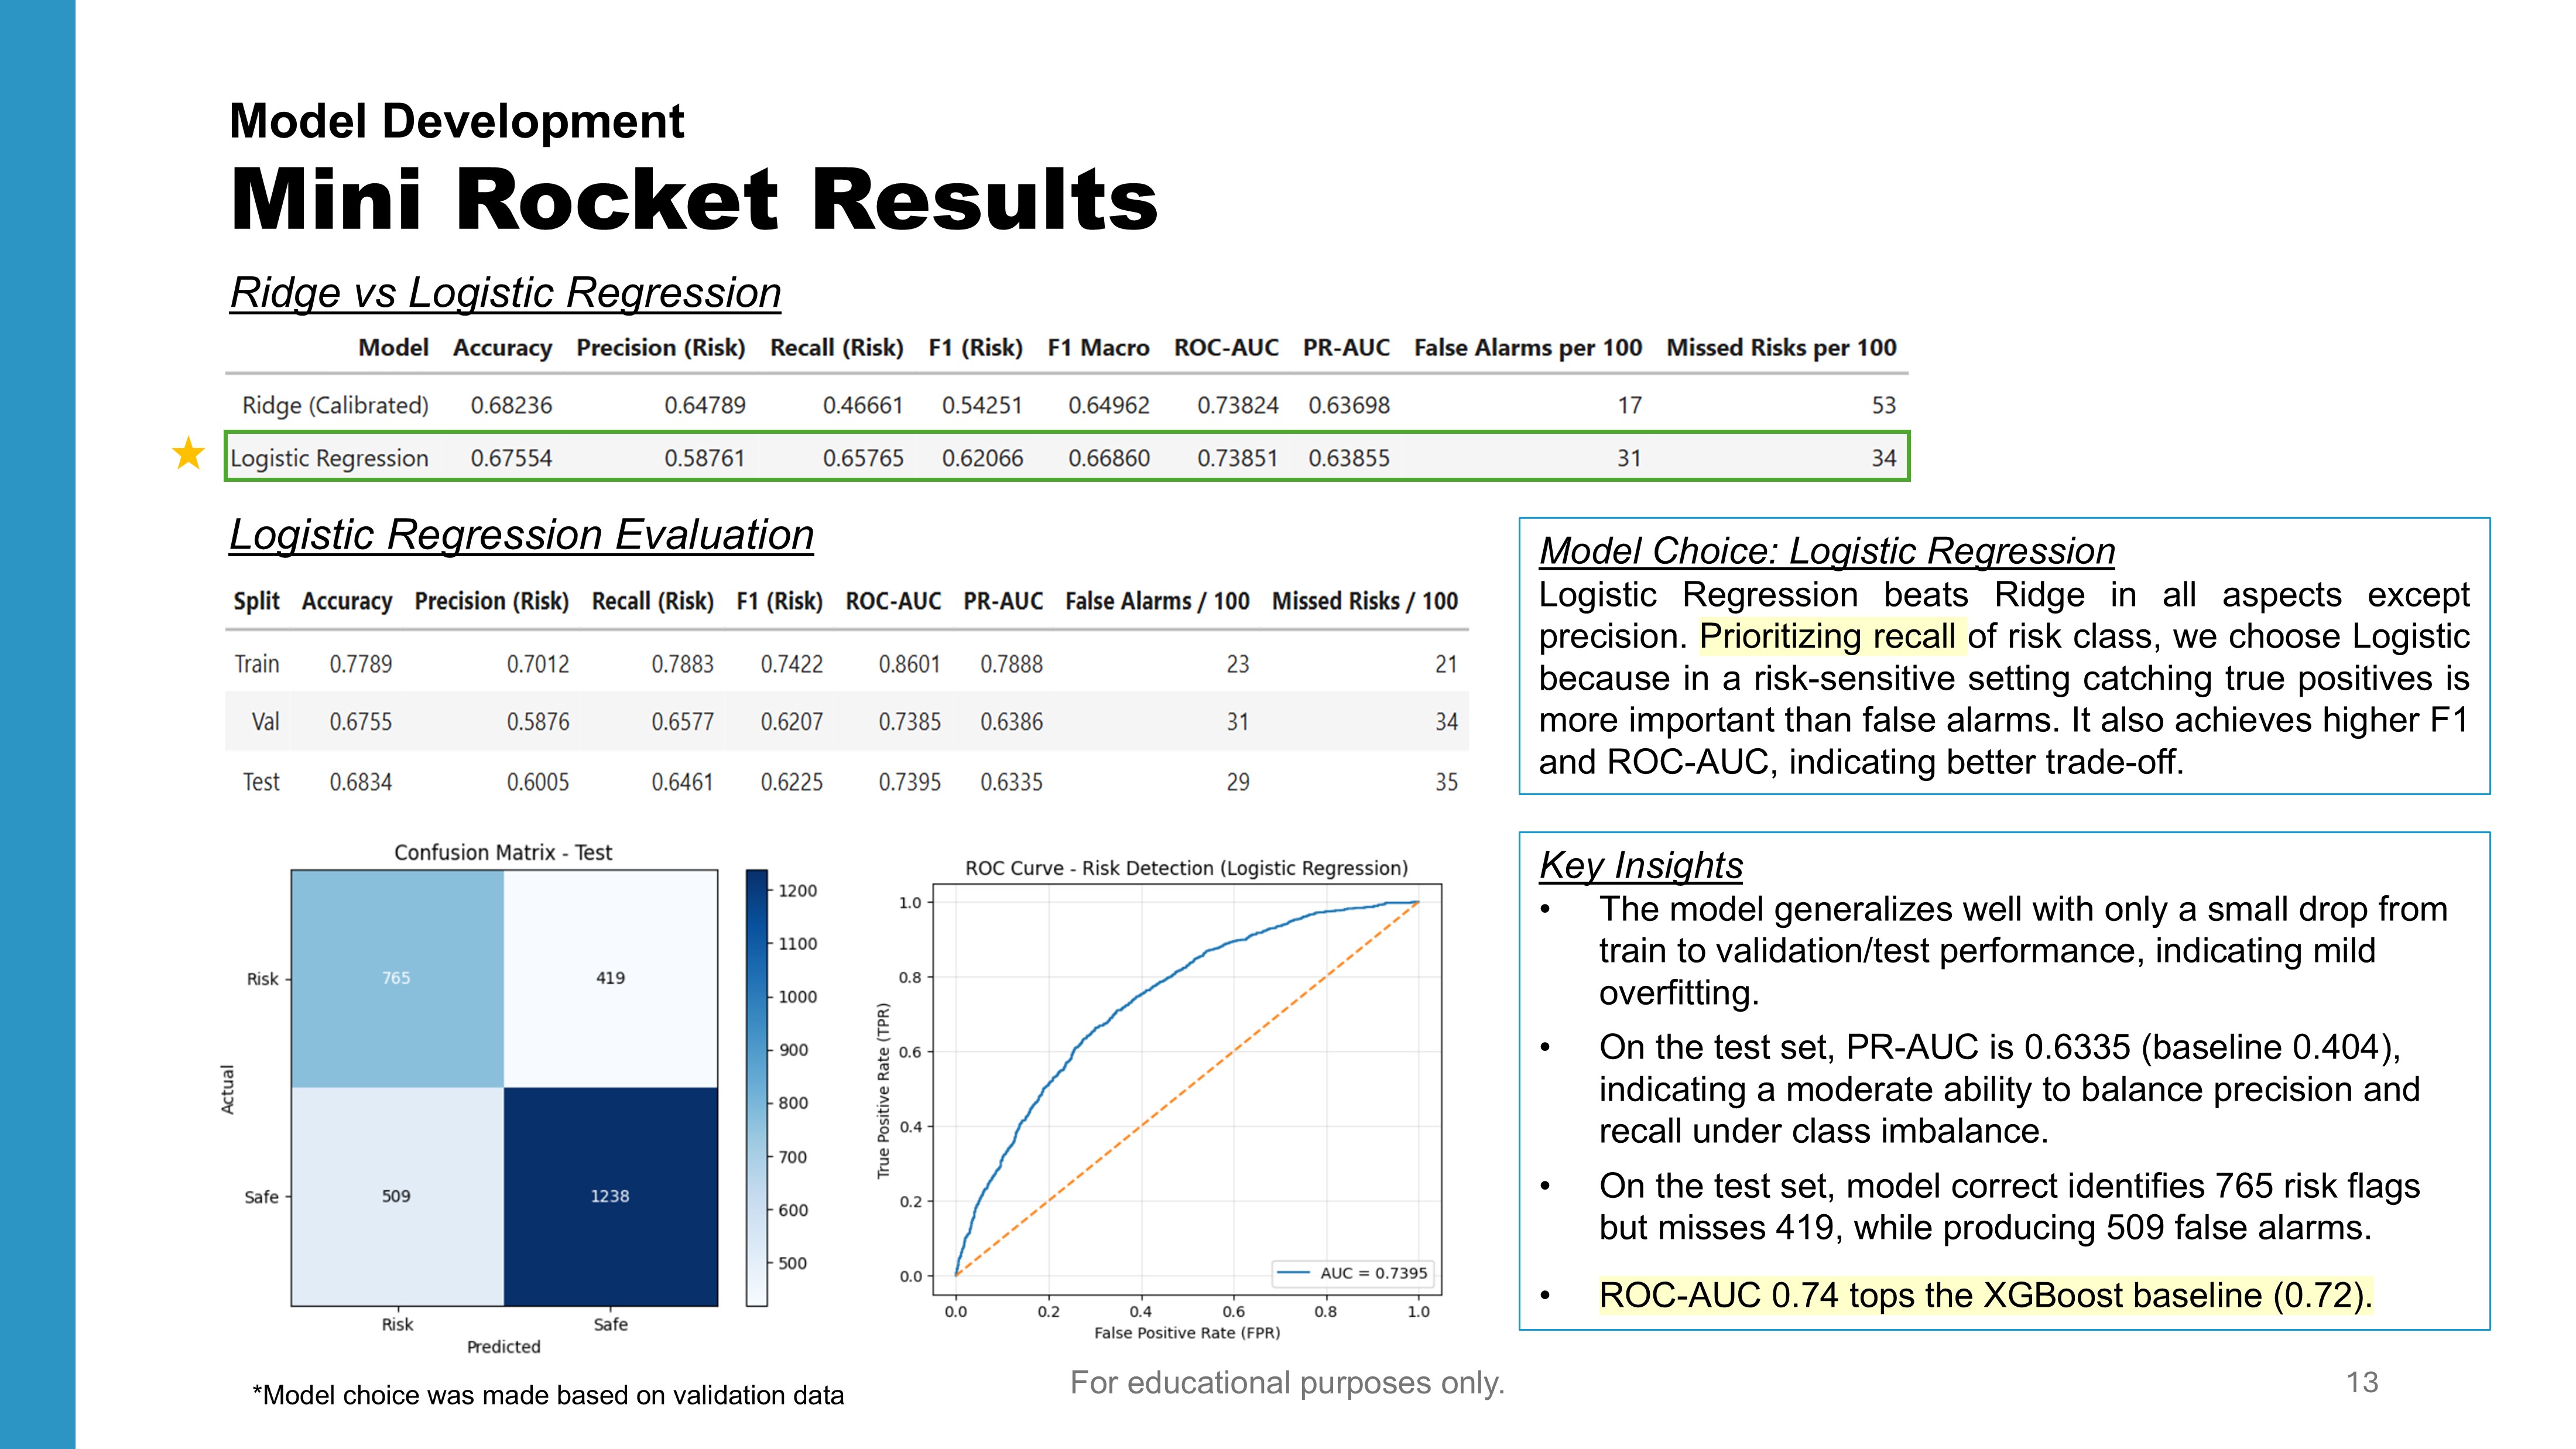 Model Development
Mini Rocket Results
Ridge vs Logistic Regression
Model Accuracy Precision (Risk) Recall (Risk) F1 (Risk) F1 Macro ROC-AUC PR-AUC False Alarms per 100 Missed Risks per 100
Ridge (Calibrated) 0.68236 0.64789 0.46661 0.54251 0.64962 0.73824 0.63698 17 53
Logistic Regression 0.67554 0.58761 0.65765 0.62066 0.66860 0.73851 0.63855 31 34
Logistic Regression Evaluation
Split Accuracy Precision (Risk) Recall (Risk) F1 (Risk) ROC-AUC PR-AUC False Alarms / 100 Missed Risks / 100
Train 0.7789 0.7012 0.7883 0.7422 0.8601 0.7888 23 21
Val 0.6755 0.5876 0.6577 0.6207 0.7385 0.6386 31 34
Test 0.6834 0.6005 0.6461 0.6225 0.7395 0.6335 29 35
Model Choice: Logistic Regression
Logistic Regression beats Ridge in all aspects except
precision. Prioritizing recall of risk class, we choose Logistic
because in a risk-sensitive setting catching true positives is
more important than false alarms. It also achieves higher F1
and ROC-AUC, indicating better trade-off.
Confusion Matrix - Test
Actual
Risk
Safe
765
419
509
1238
Risk
Safe
Predicted
1200
1100
1000
900
800
700
600
500
ROC Curve - Risk Detection (Logistic Regression)
True Positive Rate (TPR)
1.0
0.8
0.6
0.4
0.2
0.0
0.0 0.2 0.4 0.6 0.8 1.0
False Positive Rate (FPR)
AUC = 0.7395
Key Insights
• The model generalizes well with only a small drop from
train to validation/test performance, indicating mild
overfitting.
• On the test set, PR-AUC is 0.6335 (baseline 0.404),
indicating a moderate ability to balance precision and
recall under class imbalance.
• On the test set, model correct identifies 765 risk flags
but misses 419, while producing 509 false alarms.
• ROC-AUC 0.74 tops the XGBoost baseline (0.72).
*Model choice was made based on validation data
For educational purposes only.
13